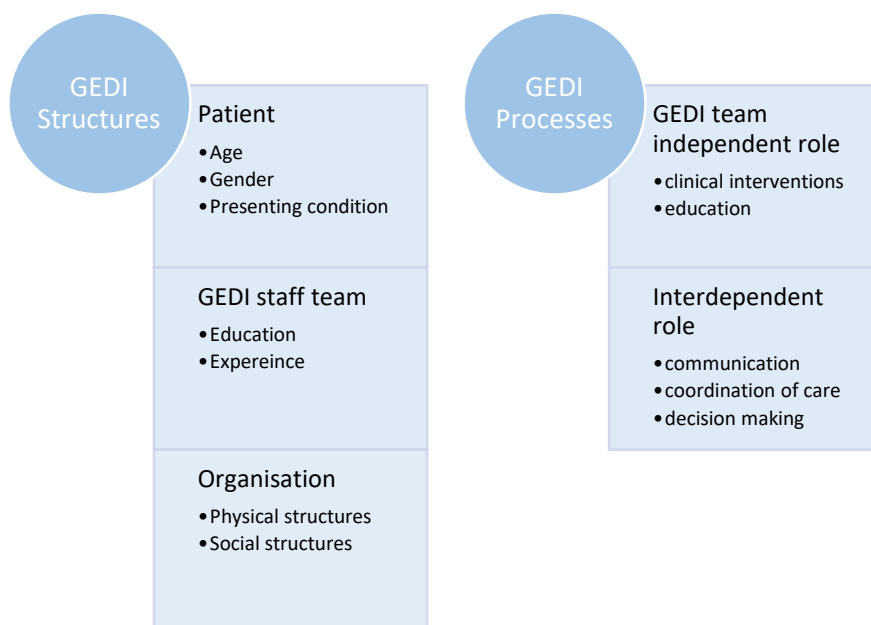 GEDI
Structures
Patient
•Age
•Gender
•Presenting condition
GEDI staff team
•Education
•Expereince
Organisation
•Physical structures
•Social structures
GEDI
Processes
GEDI team
independent role
•clinical interventions
•education
Interdependent
role
•communication
•coordination of care
•decision making